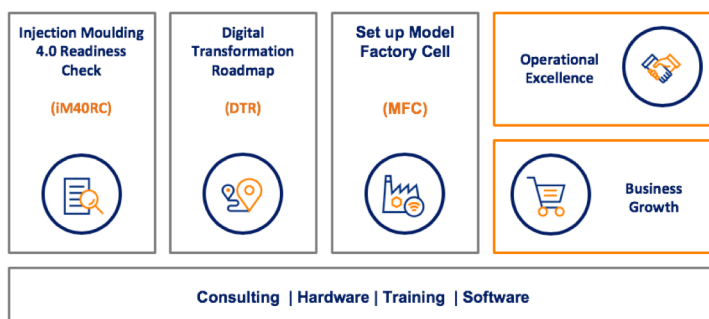 Injection Moulding
4.0 Readiness
Check
(iM40RC)
Digital
Transformation
Roadmap
(DTR)
Set up Model
Factory Cell
(MFC)
Operational
Excellence
Business
Growth
Consulting | Hardware | Training | Software